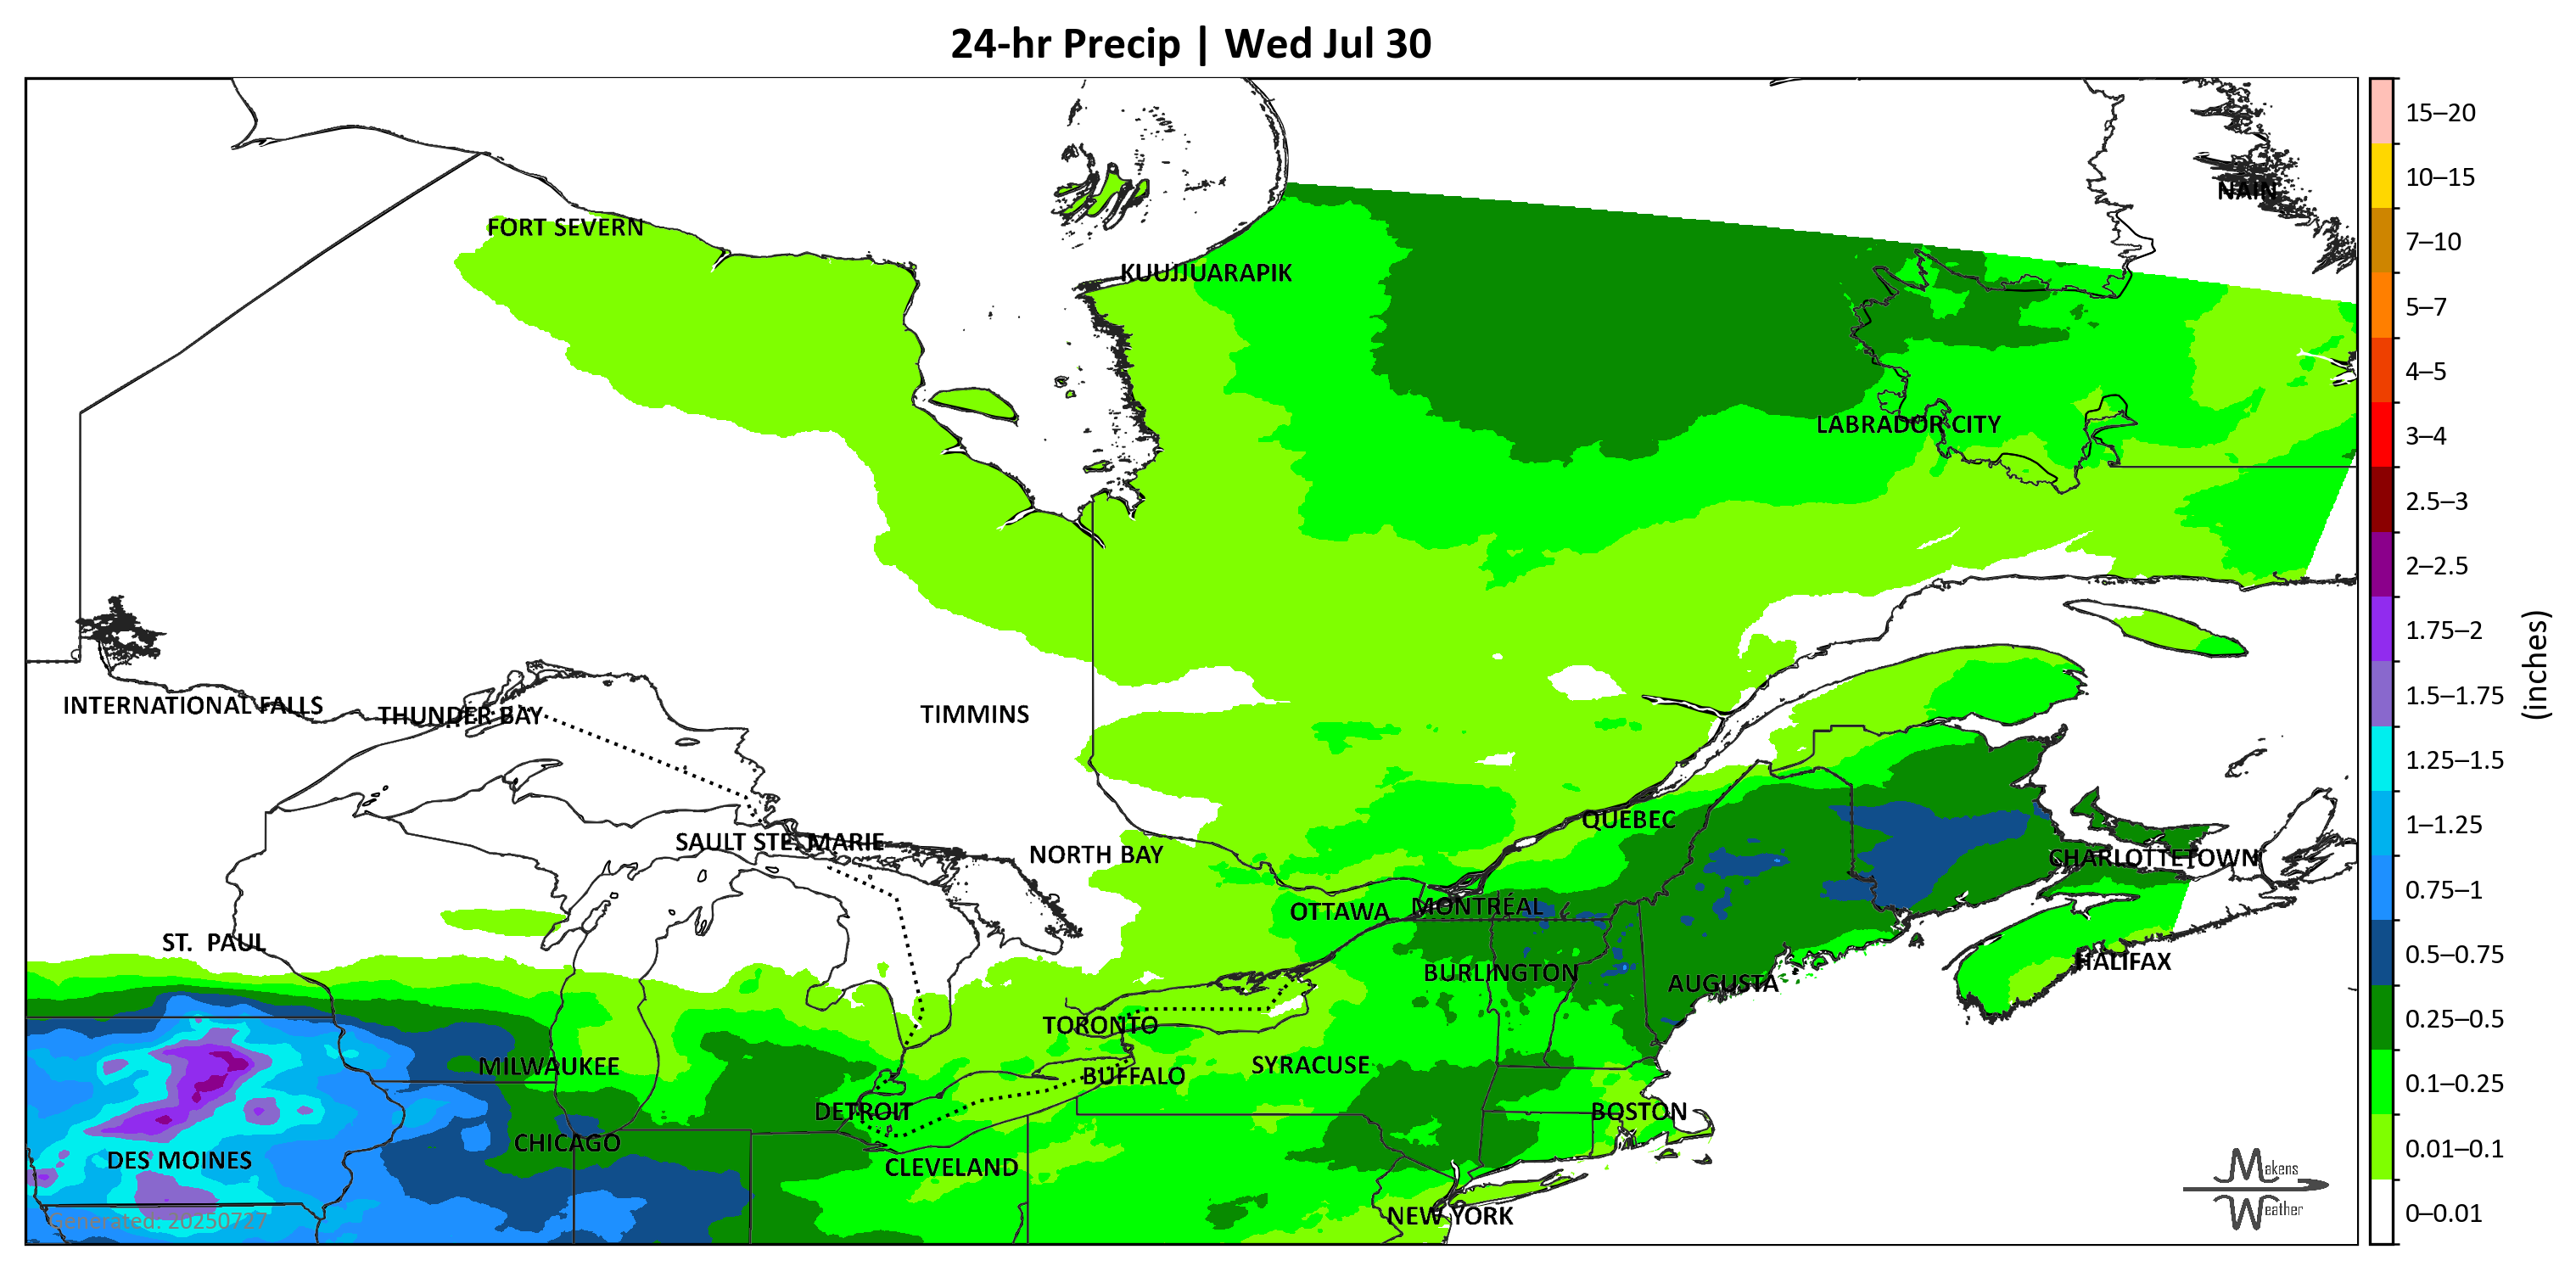 24-hr Precip | Wed Jul 30
NAIN
FORT SEVERN
KUUJJUARAPIK
LABRADOR CITY
INTERNATIONAL FALLS
THUNDER BAY
TIMMINS
QUEBEC
SAULT STE. MARIE
NORTH BAY
CHARLOTTETOWN
OTTAWA
MONTRÉAL
ST. PAUL
HALIFAX
BURLINGTON
AUGUSTA
TORONTO
MILWAUKEE
SYRACUSE
BUFFALO
DETROIT
BOSTON
CHICAGO
DES MOINES
CLEVELAND
NEW YORK
Generated: 20250727
Makens
Weather
15–20
10–15
7–10
5–7
4–5
3–4
2.5–3
2–2.5
1.75–2
1.5–1.75
1.25–1.5
1–1.25
0.75–1
0.5–0.75
0.25–0.5
0.1–0.25
0.01–0.1
0–0.01
(inches)